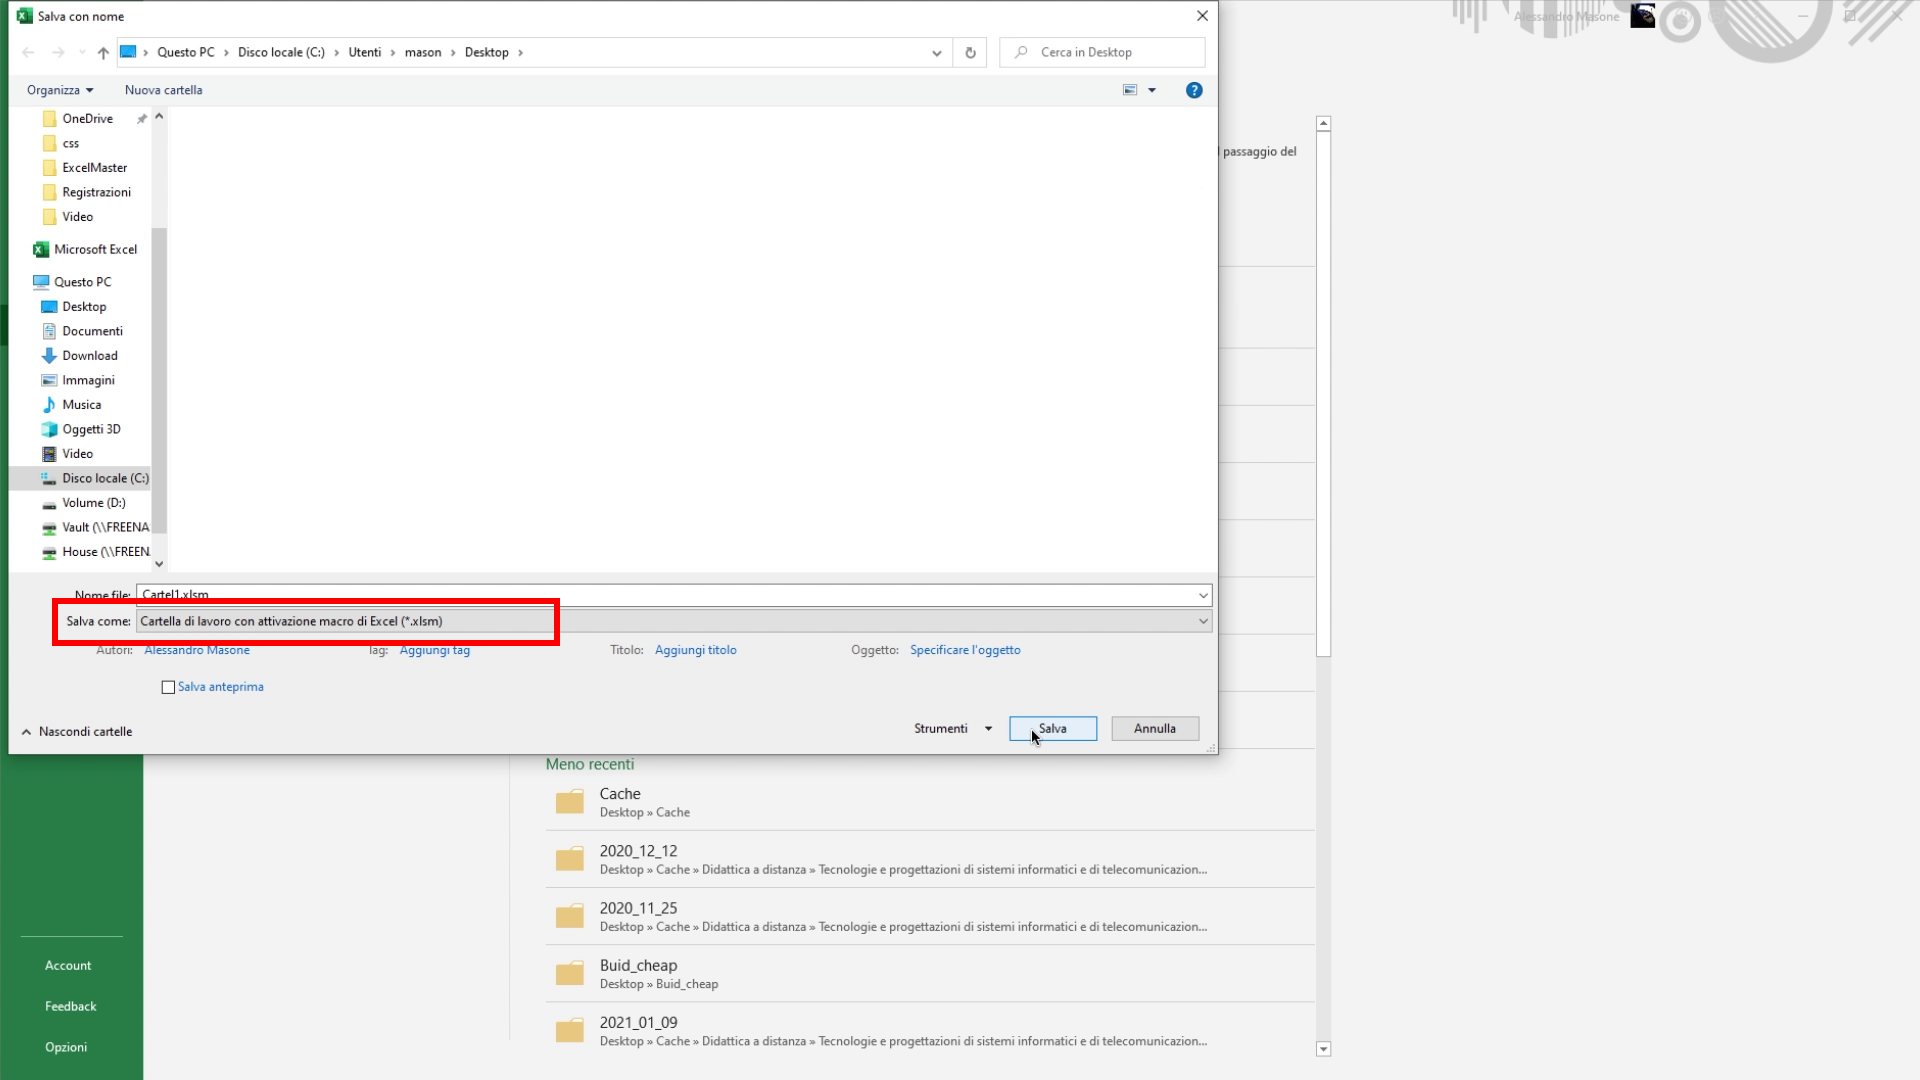 Salva con nome
Alessandro Masone
Questo PC > Disco locale (C:) > Utenti > mason > Desktop >
Cerca in Desktop
Organizza
Nuova cartella
OneDrive
css
ExcelMaster
Registrazioni
Video
Microsoft Excel
Questo PC
Desktop
Documenti
Download
Immagini
Musica
Oggetti 3D
Video
Disco locale (C:)
Volume (D:)
Vault (\\FREENA
House (\\FREEN
l passaggio del
Nome file: Cartel1.xlsm
Salva come: Cartella di lavoro con attivazione macro di Excel (*.xlsm)
Autori: Alessandro Masone Tag: Aggiungi tag Titolo: Aggiungi titolo Oggetto: Specificare l'oggetto
Salva anteprima
Nascondi cartelle
Strumenti
Salva
Annulla
Meno recenti
Cache
Desktop » Cache
2020_12_12
Desktop » Cache » Didattica a distanza » Tecnologie e progettazioni di sistemi informatici e di telecomunicazion...
2020_11_25
Desktop » Cache » Didattica a distanza » Tecnologie e progettazioni di sistemi informatici e di telecomunicazion...
Buid_cheap
Desktop » Buid_cheap
2021_01_09
Desktop » Cache » Didattica a distanza » Tecnologie e progettazioni di sistemi informatici e di telecomunicazion...
Account
Feedback
Opzioni